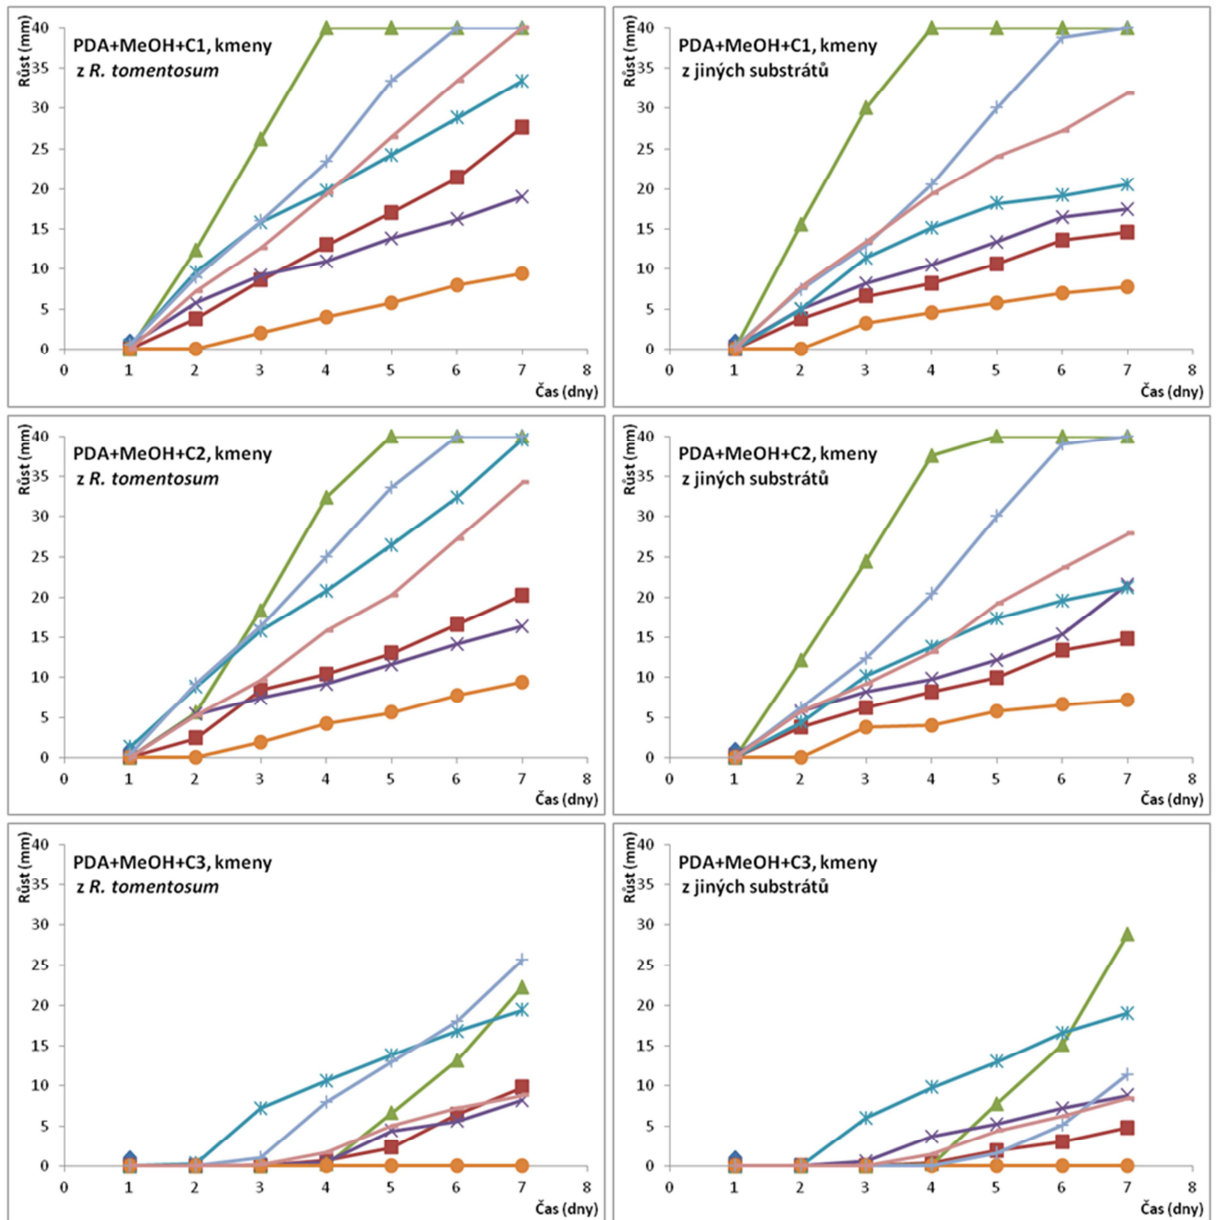 PDA+MeOH+C1, kmeny
z R. tomentosum
Růst (mm)
40
35
30
25
20
15
10
5
0
0 1 2 3 4 5 6 7 8
Čas (dny)
PDA+MeOH+C1, kmeny
z jiných substrátů
Růst (mm)
40
35
30
25
20
15
10
5
0
0 1 2 3 4 5 6 7 8
Čas (dny)
PDA+MeOH+C2, kmeny
z R. tomentosum
Růst (mm)
40
35
30
25
20
15
10
5
0
0 1 2 3 4 5 6 7 8
Čas (dny)
PDA+MeOH+C2, kmeny
z jiných substrátů
Růst (mm)
40
35
30
25
20
15
10
5
0
0 1 2 3 4 5 6 7 8
Čas (dny)
PDA+MeOH+C3, kmeny
z R. tomentosum
Růst (mm)
40
35
30
25
20
15
10
5
0
0 1 2 3 4 5 6 7 8
Čas (dny)
PDA+MeOH+C3, kmeny
z jiných substrátů
Růst (mm)
40
35
30
25
20
15
10
5
0
0 1 2 3 4 5 6 7 8
Čas (dny)